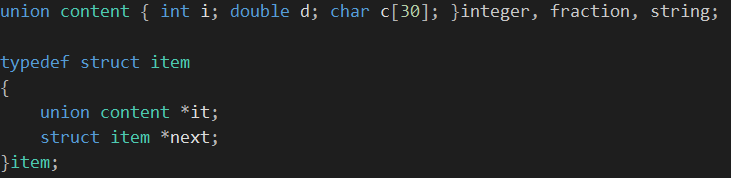 union content { int i; double d; char c[30]; }integer, fraction, string;
typedef struct item
{
    union content *it;
    struct item *next;
}item;